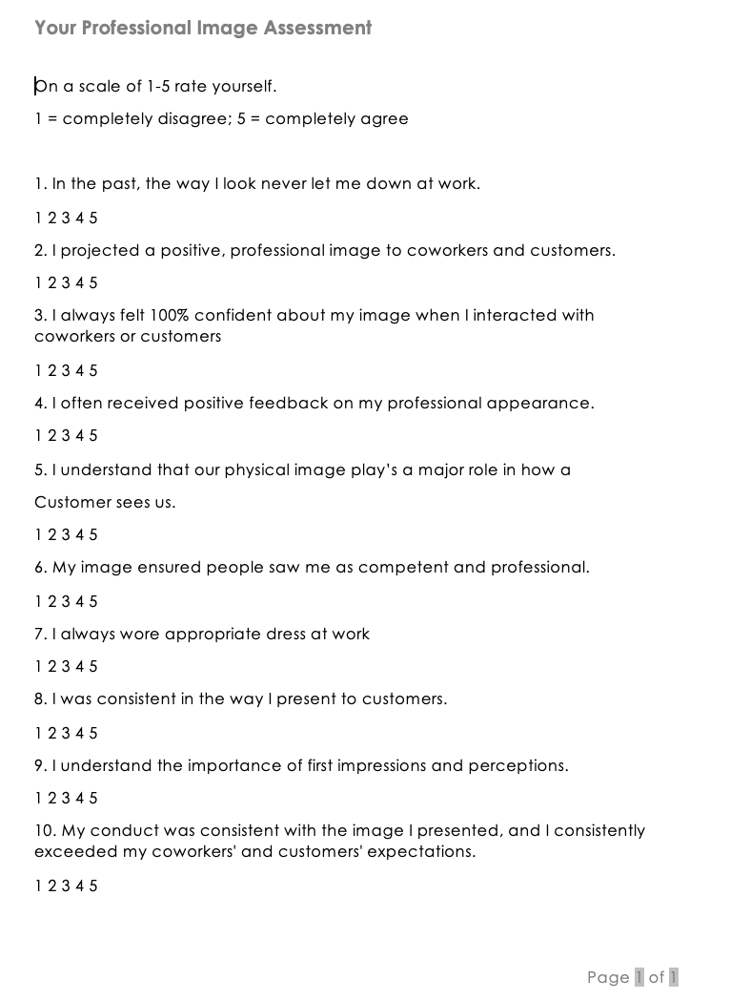 Your Professional Image Assessment
On a scale of 1-5 rate yourself.
1 = completely disagree; 5 = completely agree
1. In the past, the way I look never let me down at work.
1 2 3 4 5
2. I projected a positive, professional image to coworkers and customers.
1 2 3 4 5
3. I always felt 100% confident about my image when I interacted with
coworkers or customers
1 2 3 4 5
4. I often received positive feedback on my professional appearance.
1 2 3 4 5
5. I understand that our physical image play’s a major role in how a
Customer sees us.
1 2 3 4 5
6. My image ensured people saw me as competent and professional.
1 2 3 4 5
7. I always wore appropriate dress at work
1 2 3 4 5
8. I was consistent in the way I present to customers.
1 2 3 4 5
9. I understand the importance of first impressions and perceptions.
1 2 3 4 5
10. My conduct was consistent with the image I presented, and I consistently
exceeded my coworkers' and customers' expectations.
1 2 3 4 5
Page 1 of 1